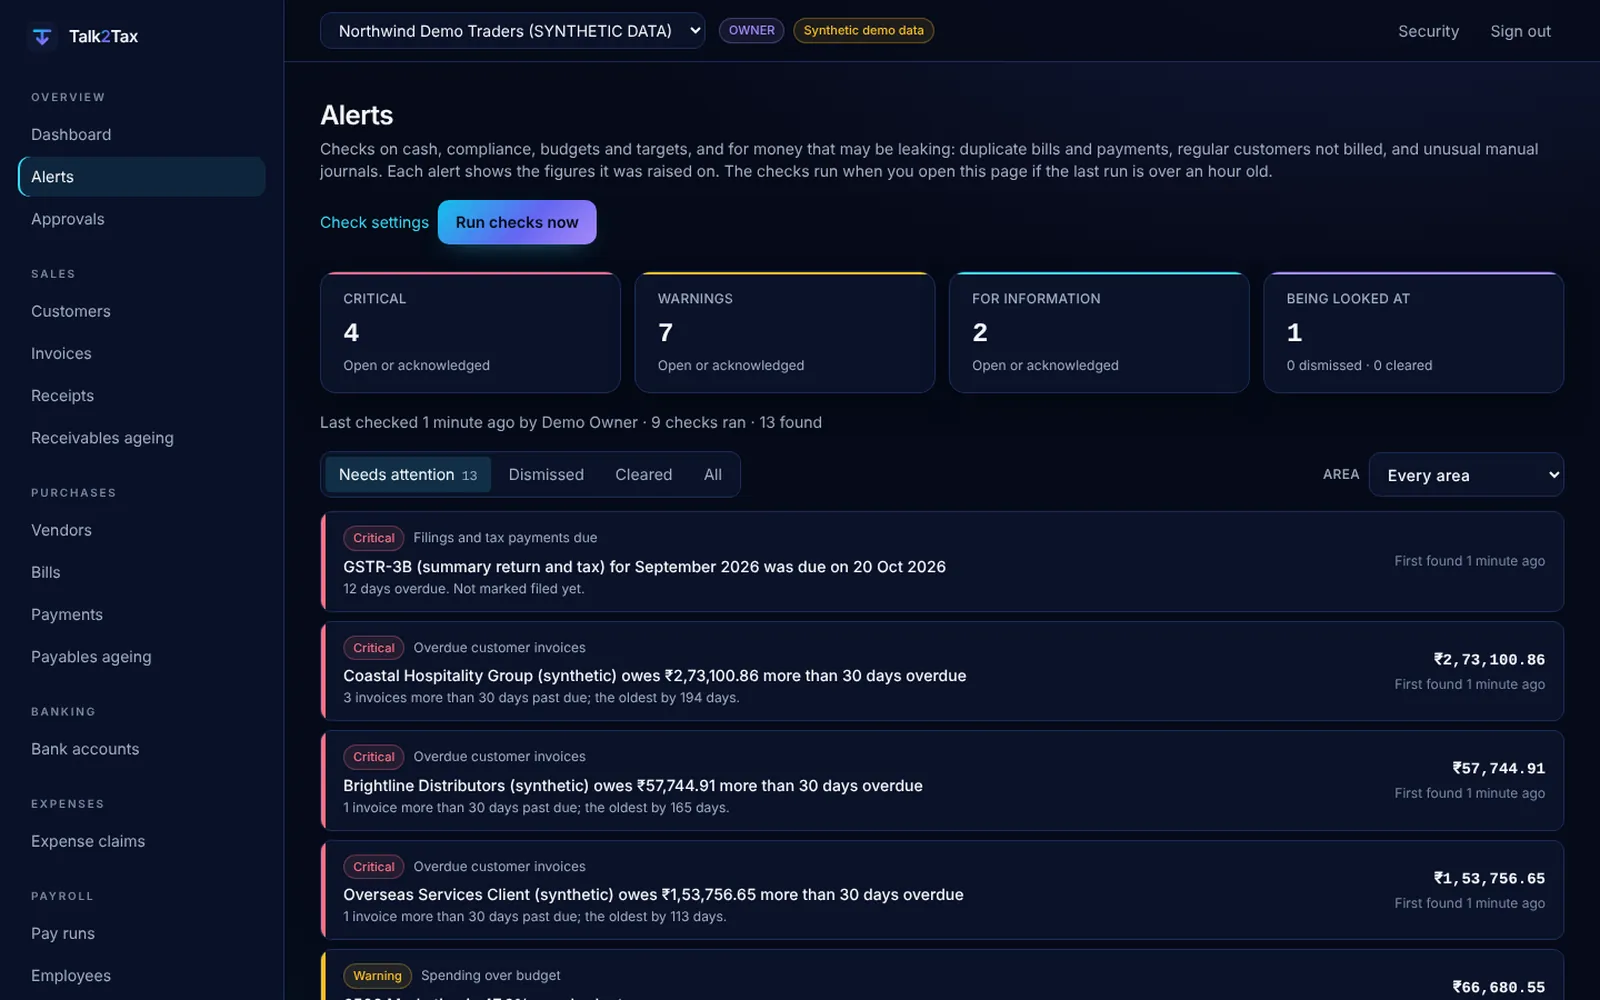 Talk2Tax
Northwind Demo Traders (SYNTHETIC DATA)
OWNER
Synthetic demo data
Security
Sign out
OVERVIEW
Dashboard
Alerts
Approvals
SALES
Customers
Invoices
Receipts
Receivables ageing
PURCHASES
Vendors
Bills
Payments
Payables ageing
BANKING
Bank accounts
EXPENSES
Expense claims
PAYROLL
Pay runs
Employees
Alerts
Checks on cash, compliance, budgets and targets, and for money that may be leaking: duplicate bills and payments, regular customers not billed, and unusual manual
journals. Each alert shows the figures it was raised on. The checks run when you open this page if the last run is over an hour old.
Check settings
Run checks now
CRITICAL
4
Open or acknowledged
WARNINGS
7
Open or acknowledged
FOR INFORMATION
2
Open or acknowledged
BEING LOOKED AT
1
0 dismissed · 0 cleared
Last checked 1 minute ago by Demo Owner · 9 checks ran · 13 found
Needs attention 13
Dismissed
Cleared
All
AREA
Every area
Critical Filings and tax payments due
GSTR-3B (summary return and tax) for September 2026 was due on 20 Oct 2026
12 days overdue. Not marked filed yet.
First found 1 minute ago
Critical Overdue customer invoices
Coastal Hospitality Group (synthetic) owes ₹2,73,100.86 more than 30 days overdue
3 invoices more than 30 days past due; the oldest by 194 days.
₹2,73,100.86
First found 1 minute ago
Critical Overdue customer invoices
Brightline Distributors (synthetic) owes ₹57,744.91 more than 30 days overdue
1 invoice more than 30 days past due; the oldest by 165 days.
₹57,744.91
First found 1 minute ago
Critical Overdue customer invoices
Overseas Services Client (synthetic) owes ₹1,53,756.65 more than 30 days overdue
1 invoice more than 30 days past due; the oldest by 113 days.
₹1,53,756.65
First found 1 minute ago
Warning Spending over budget
₹66,680.55